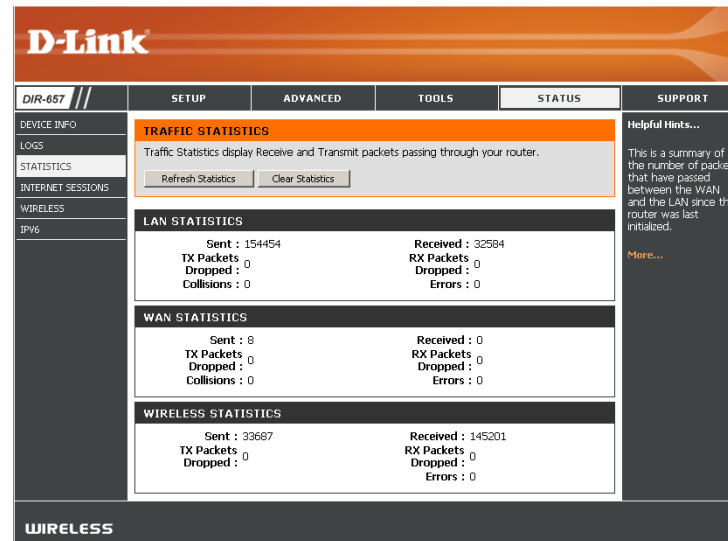 D-Link
DIR-657 // SETUP ADVANCED TOOLS STATUS SUPPORT
DEVICE INFO
LOGS
STATISTICS
INTERNET SESSIONS
WIRELESS
IPV6
TRAFFIC STATISTICS
Traffic Statistics display Receive and Transmit packets passing through your router.
Refresh Statistics Clear Statistics
LAN STATISTICS
Sent : 154454 Received : 32584
TX Packets Dropped : 0 RX Packets Dropped : 0
Collisions : 0 Errors : 0
WAN STATISTICS
Sent : 8 Received : 0
TX Packets Dropped : 0 RX Packets Dropped : 0
Collisions : 0 Errors : 0
WIRELESS STATISTICS
Sent : 33687 Received : 145201
TX Packets Dropped : 0 RX Packets Dropped : 0
Errors : 0
Helpful Hints...
This is a summary of
the number of packe
that have passed
between the WAN
and the LAN since th
router was last
initialized.
More...
WIRELESS